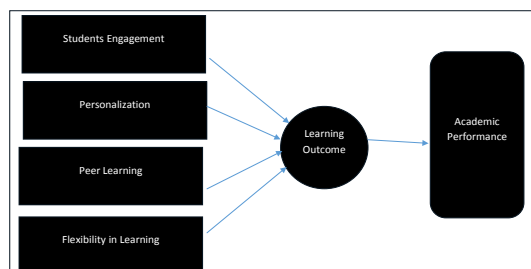 Students Engagement
Personalization
Peer Learning
Flexibility in Learning
Learning
Outcome
Academic
Performance